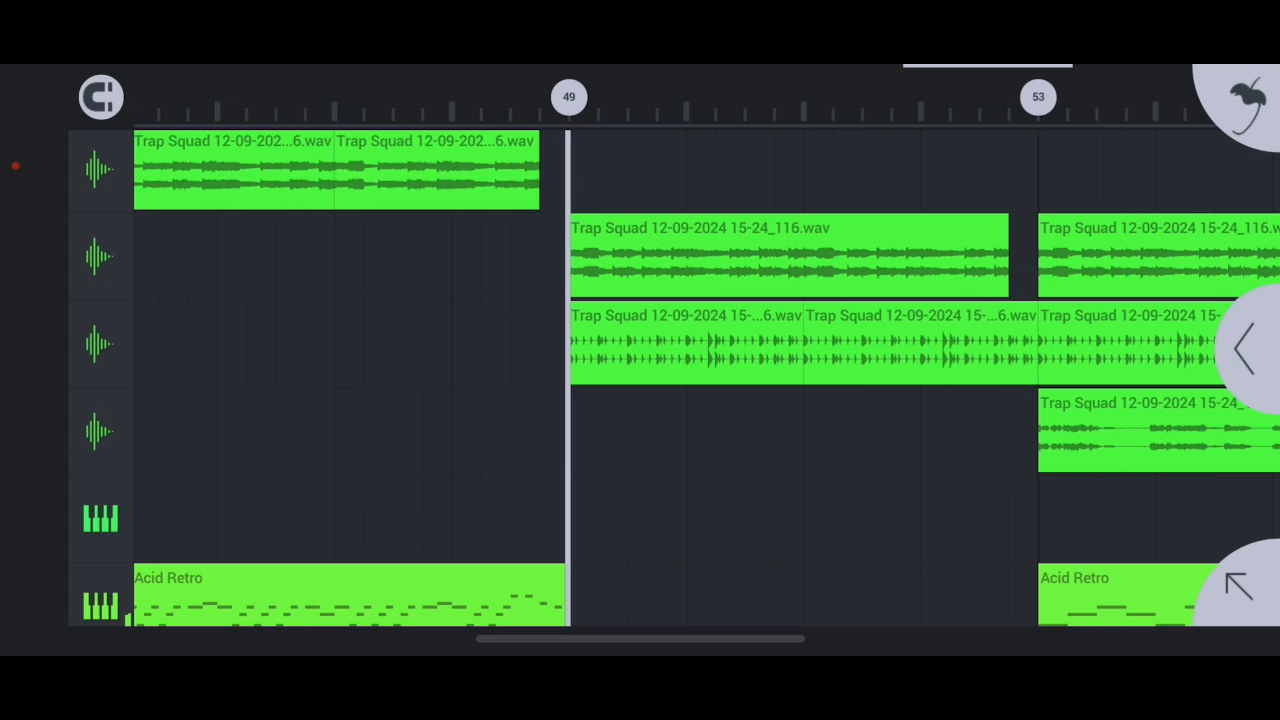 49
53
Trap Squad 12-09-202...6.wav
Trap Squad 12-09-202...6.wav
Trap Squad 12-09-2024 15-24_116.wav
Trap Squad 12-09-2024 15-24_116.w
Trap Squad 12-09-2024 15-...6.wav
Trap Squad 12-09-2024 15-...6.wav
Trap Squad 12-09-2024 15-
Trap Squad 12-09-2024 15-24_
Acid Retro
Acid Retro